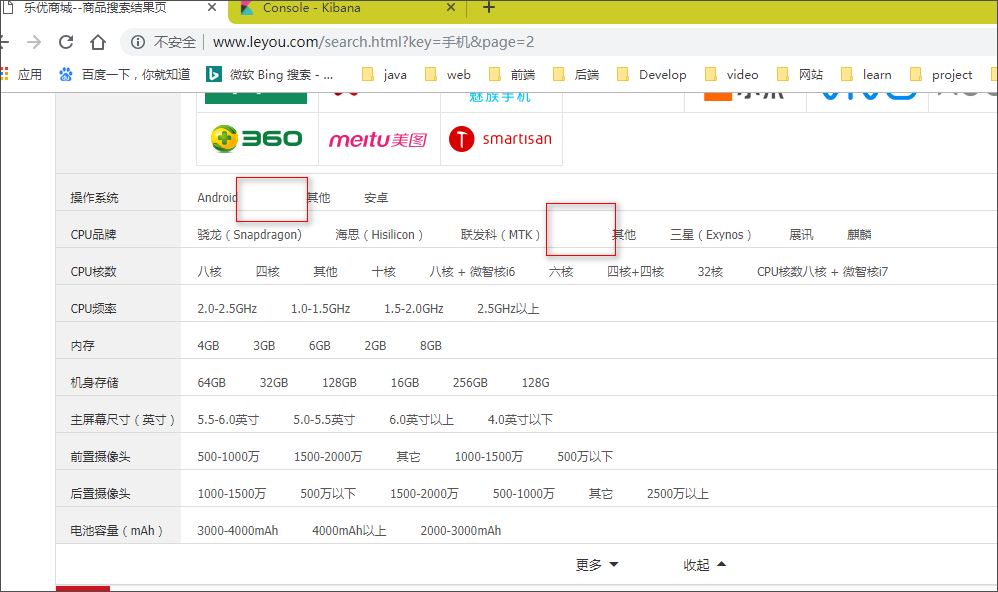 乐优商城--商品搜索结果页 × Console - Kibana × +
不安全 | www.leyou.com/search.html?key=手机&page=2
应用 百度一下，你就知道 微软 Bing 搜索 - ... java web 前端 后端 Develop video 网站 learn project
魅族手机
360 meitu美图 T smartisan
操作系统 Android 其他 安卓
CPU品牌 骁龙（Snapdragon) 海思（Hisilicon） 联发科（MTK） 其他 三星（Exynos） 展讯 麒麟
CPU核数 八核 四核 其他 十核 八核 + 微智核i6 六核 四核+四核 32核 CPU核数八核 + 微智核i7
CPU频率 2.0-2.5GHz 1.0-1.5GHz 1.5-2.0GHz 2.5GHz以上
内存 4GB 3GB 6GB 2GB 8GB
机身存储 64GB 32GB 128GB 16GB 256GB 128G
主屏幕尺寸（英寸） 5.5-6.0英寸 5.0-5.5英寸 6.0英寸以上 4.0英寸以下
前置摄像头 500-1000万 1500-2000万 其它 1000-1500万 500万以下
后置摄像头 1000-1500万 500万以下 1500-2000万 500-1000万 其它 2500万以上
电池容量（mAh） 3000-4000mAh 4000mAh以上 2000-3000mAh
更多 收起